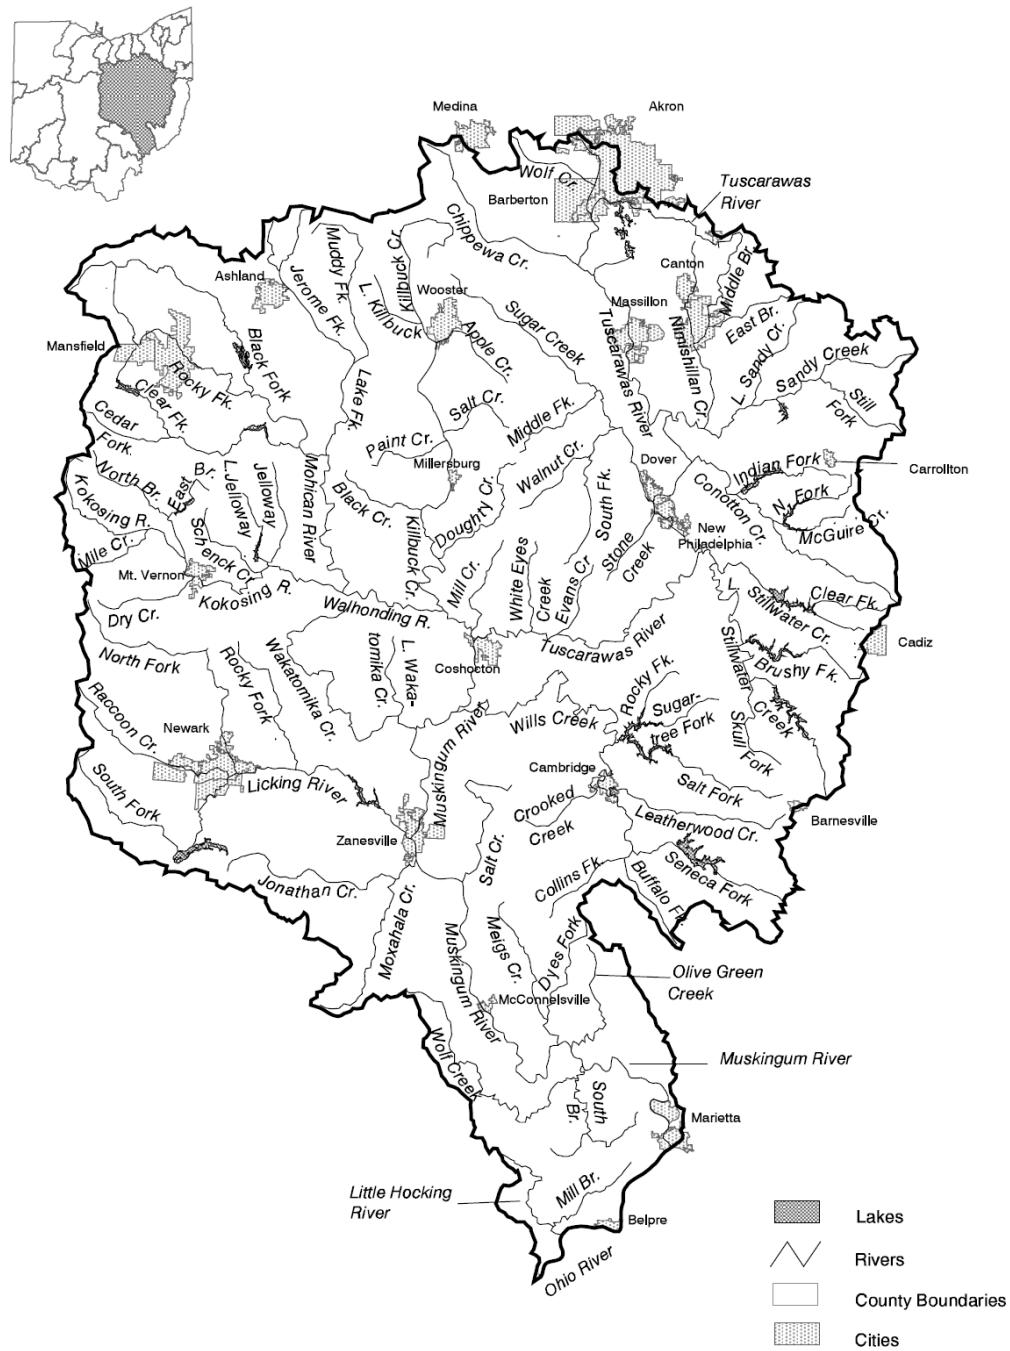 Medina
Akron
Wolf Cr.
Barberton
Tuscarawas
River
Chippewa Cr.
Muddy Fk.
Killbuck Cr.
Jerome Fk.
Ashland
L. Killbuck
Wooster
Canton
Middle Br.
Massillon
Sugar Creek
Tuscarawas River
Nimishillan Cr.
East Br.
L. Sandy Cr.
Sandy Creek
Mansfield
Rocky Fk.
Black Fork
Apple Cr.
Clear Fk.
Lake Fk.
Still
Fork
Cedar
Fork
Salt Cr.
Middle Fk.
Paint Cr.
Millersburg
Walnut Cr.
Dover
Indian Fork
Carrollton
North Br.
East
Br.
L.Jelloway
Jelloway
Mohican River
Black Cr.
Killbuck Cr.
Doughty Cr.
South Fk.
Conotton Cr.
N. Fork
McGuire Cr.
Kokosing R.
Mile Cr.
Schenck Cr.
New
Philadelphia
Stone
Creek
Mt. Vernon
Kokosing R.
Walhonding R.
Mill Cr.
White Eyes
Creek
Evans Cr.
L.
Stillwater Cr.
Clear Fk.
Dry Cr.
Cadiz
North Fork
Rocky Fork
Wakatomika Cr.
L. Waka-
tomika Cr.
Coshocton
Tuscarawas River
Stillwater
Creek
Brushy Fk.
Rocky Fk.
Sugar-
tree Fork
Skull Fork
Raccoon Cr.
Newark
Muskingum River
Wills Creek
South Fork
Licking River
Cambridge
Salt Fork
Crooked
Creek
Leatherwood Cr.
Barnesville
Zanesville
Salt Cr.
Seneca Fork
Collins Fk.
Buffalo Fk.
Jonathan Cr.
Moxahala Cr.
Muskingum River
Meigs Cr.
Dyes Fork
Olive Green
Creek
McConnelsville
Wolf Creek
Muskingum River
South
Br.
Marietta
Mill Br.
Little Hocking
River
Belpre
Ohio River
Lakes
Rivers
County Boundaries
Cities